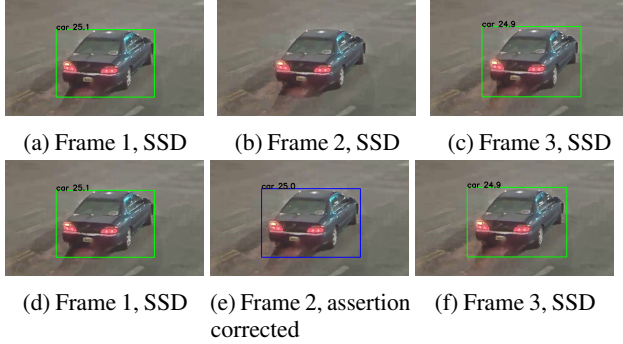 car 25.1
car 24.9
(a) Frame 1, SSD
(b) Frame 2, SSD
(c) Frame 3, SSD
car 25.1
car 25.0
car 24.9
(d) Frame 1, SSD
(e) Frame 2, assertion
corrected
(f) Frame 3, SSD